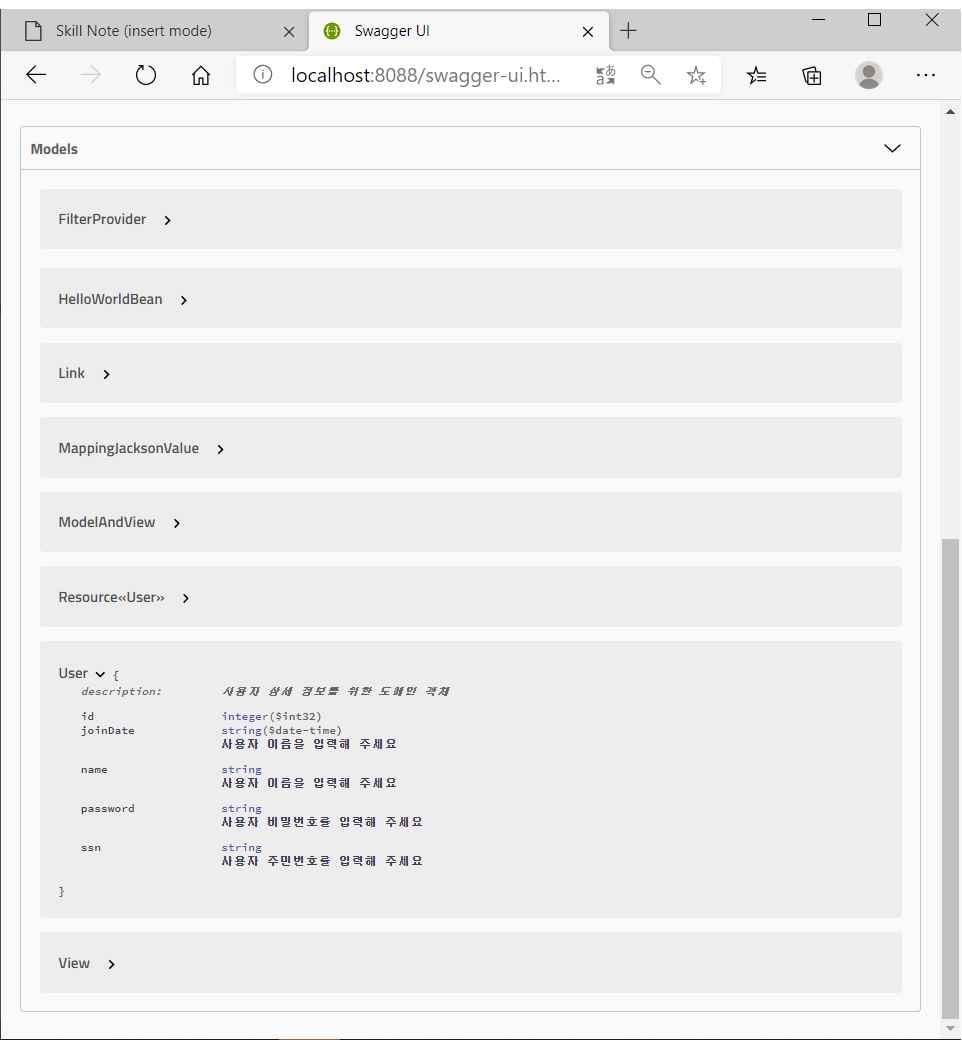 Skill Note (insert mode)
Swagger UI
localhost:8088/swagger-ui.ht...
Models
FilterProvider
HelloWorldBean
Link
MappingJacksonValue
ModelAndView
Resource«User»
User {
description: 사용자 상세 정보를 위한 도메인 객체
id integer($int32)
joinDate string($date-time)
사용자 이름을 입력해 주세요
name string
사용자 이름을 입력해 주세요
password string
사용자 비밀번호를 입력해 주세요
ssn string
사용자 주민번호를 입력해 주세요
}
View